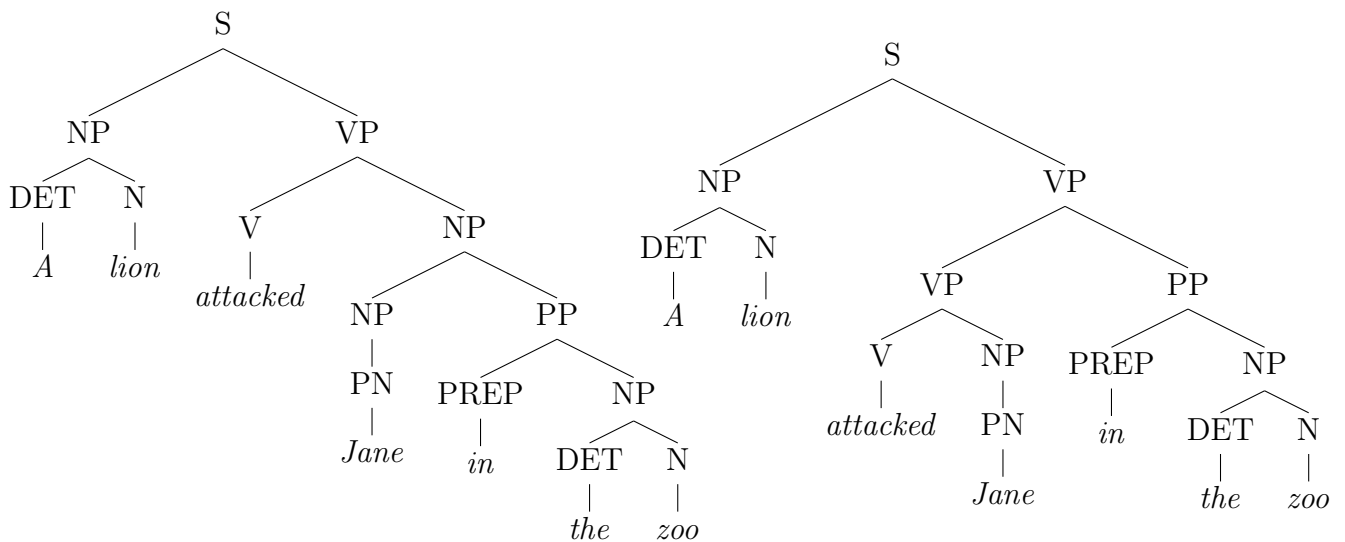 S
NP VP
DET N V NP
A lion attacked NP PP
PN PREP NP
Jane in DET N
the zoo
S
NP VP
DET N VP PP
A lion V NP PREP NP
attacked PN in DET N
Jane the zoo